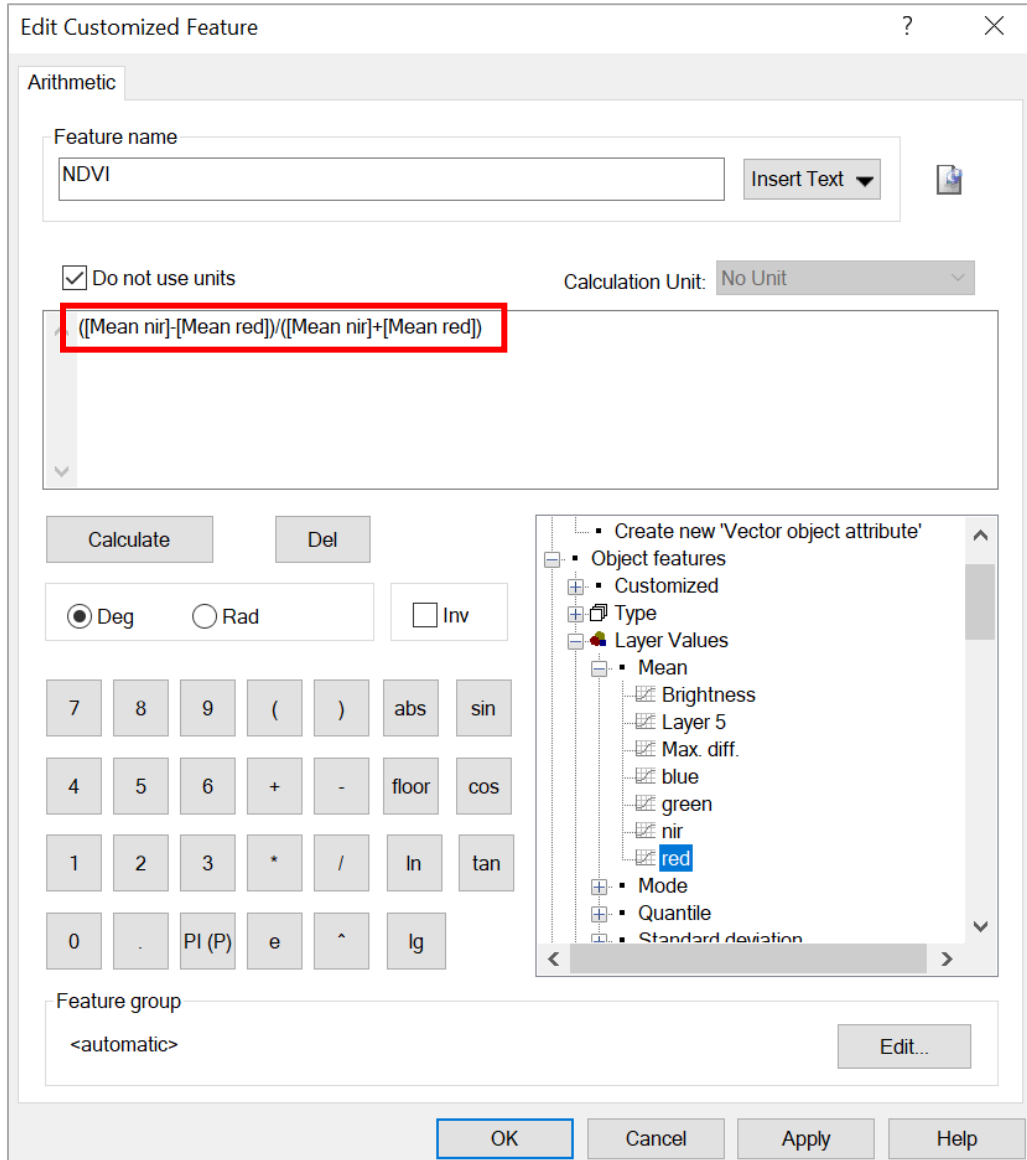 Edit Customized Feature ?
Arithmetic
Feature name
NDVI
Insert Text
Do not use units
Calculation Unit: No Unit
([Mean nir]-[Mean red])/([Mean nir]+[Mean red])
Calculate Del
Deg Rad Inv
7 8 9 ( ) abs sin
4 5 6 + - floor cos
1 2 3 * / ln tan
0 . PI (P) e ^ lg
Create new 'Vector object attribute'
Object features
Customized
Type
Layer Values
Mean
Brightness
Layer 5
Max. diff.
blue
green
nir
red
Mode
Quantile
Standard deviation
Feature group
<automatic>
Edit...
OK Cancel Apply Help